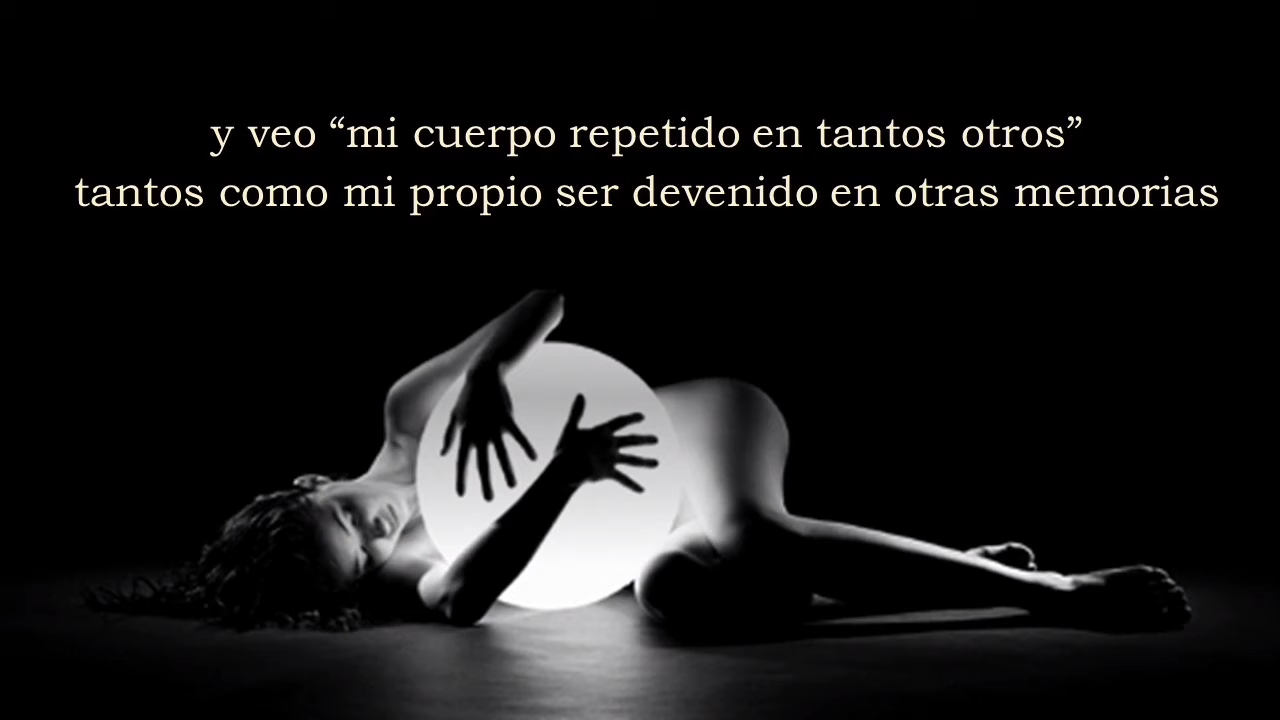 y veo “mi cuerpo repetido en tantos otros”
tantos como mi propio ser devenido en otras memorias